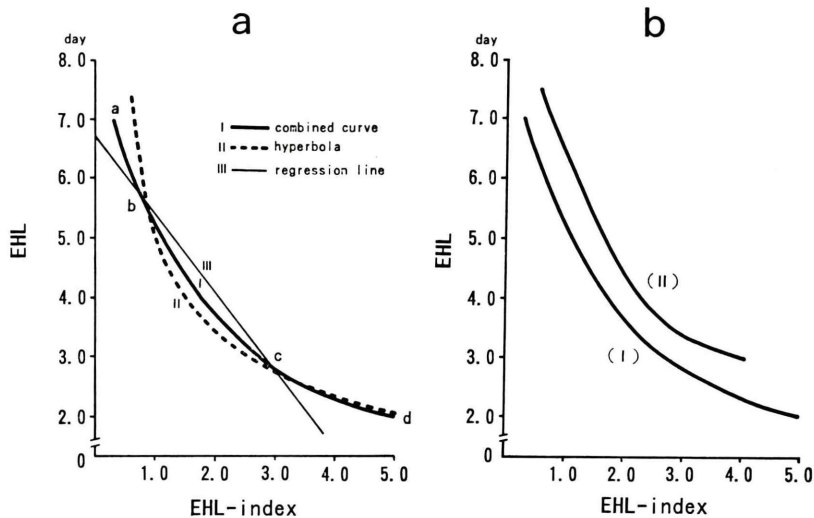 a
day
8.0
7.0
6.0
5.0
4.0
3.0
2.0
0
EHL
a
b
c
d
I combined curve
II hyperbola
III regression line
III
I
II
1.0 2.0 3.0 4.0 5.0
EHL-index
b
day
8.0
7.0
6.0
5.0
4.0
3.0
2.0
0
EHL
(II)
(I)
1.0 2.0 3.0 4.0 5.0
EHL-index